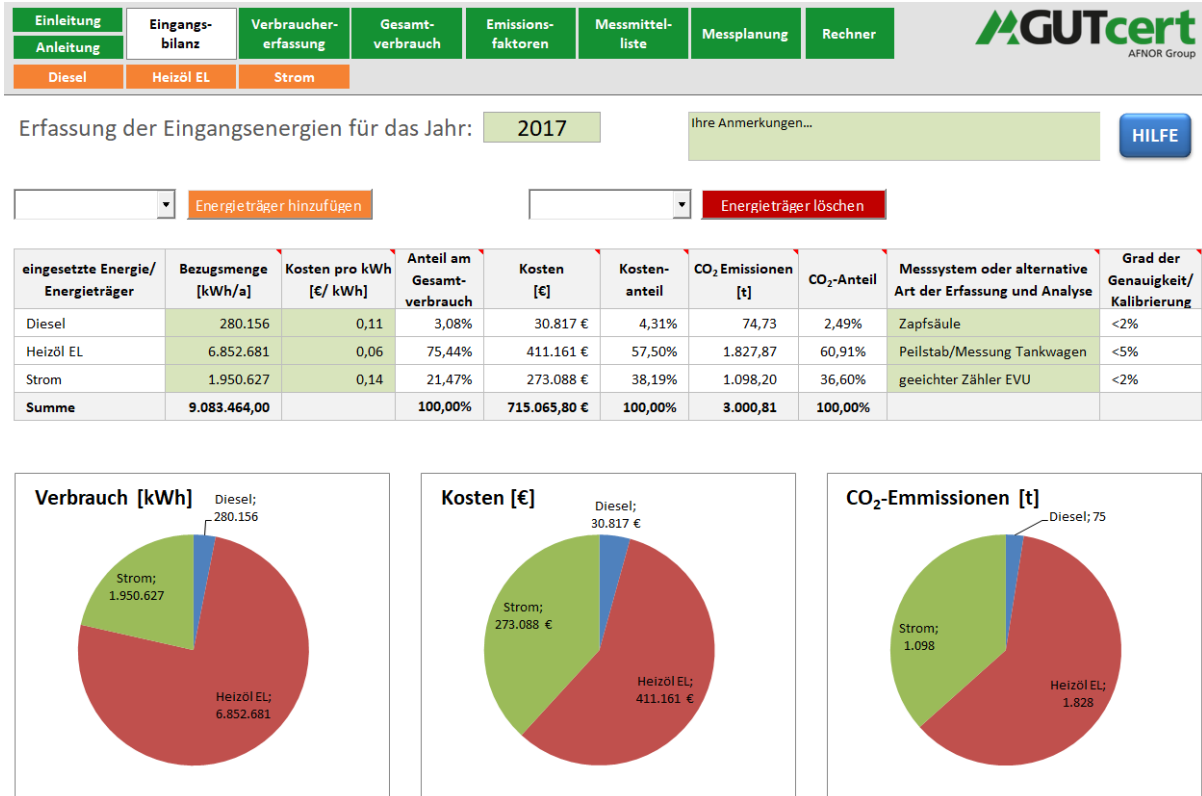 Einleitung
Anleitung
Eingangs-
bilanz
Verbraucher-
erfassung
Gesamt-
verbrauch
Emissions-
faktoren
Messmittel-
liste
Messplanung
Rechner
GUTcert
AFNOR Group
Diesel
Heizöl EL
Strom
Erfassung der Eingangsenergien für das Jahr: 2017
Ihre Anmerkungen...
HILFE
Energieträger hinzufügen
Energieträger löschen
eingesetzte Energie/
Energieträger
Bezugsmenge
[kWh/a]
Kosten pro kWh
[€/ kWh]
Anteil am
Gesamt-
verbrauch
Kosten
[€]
Kosten-
anteil
CO₂ Emissionen
[t]
CO₂-Anteil
Messsystem oder alternative
Art der Erfassung und Analyse
Grad der
Genauigkeit/
Kalibrierung
Diesel 280.156 0,11 3,08% 30.817 € 4,31% 74,73 2,49% Zapfsäule <2%
Heizöl EL 6.852.681 0,06 75,44% 411.161 € 57,50% 1.827,87 60,91% Peilstab/Messung Tankwagen <5%
Strom 1.950.627 0,14 21,47% 273.088 € 38,19% 1.098,20 36,60% geeichter Zähler EVU <2%
Summe 9.083.464,00 100,00% 715.065,80 € 100,00% 3.000,81 100,00%
Verbrauch [kWh]
Diesel;
280.156
Strom;
1.950.627
Heizöl EL;
6.852.681
Kosten [€]
Diesel;
30.817 €
Strom;
273.088 €
Heizöl EL;
411.161 €
CO₂-Emmissionen [t]
Diesel; 75
Strom;
1.098
Heizöl EL;
1.828